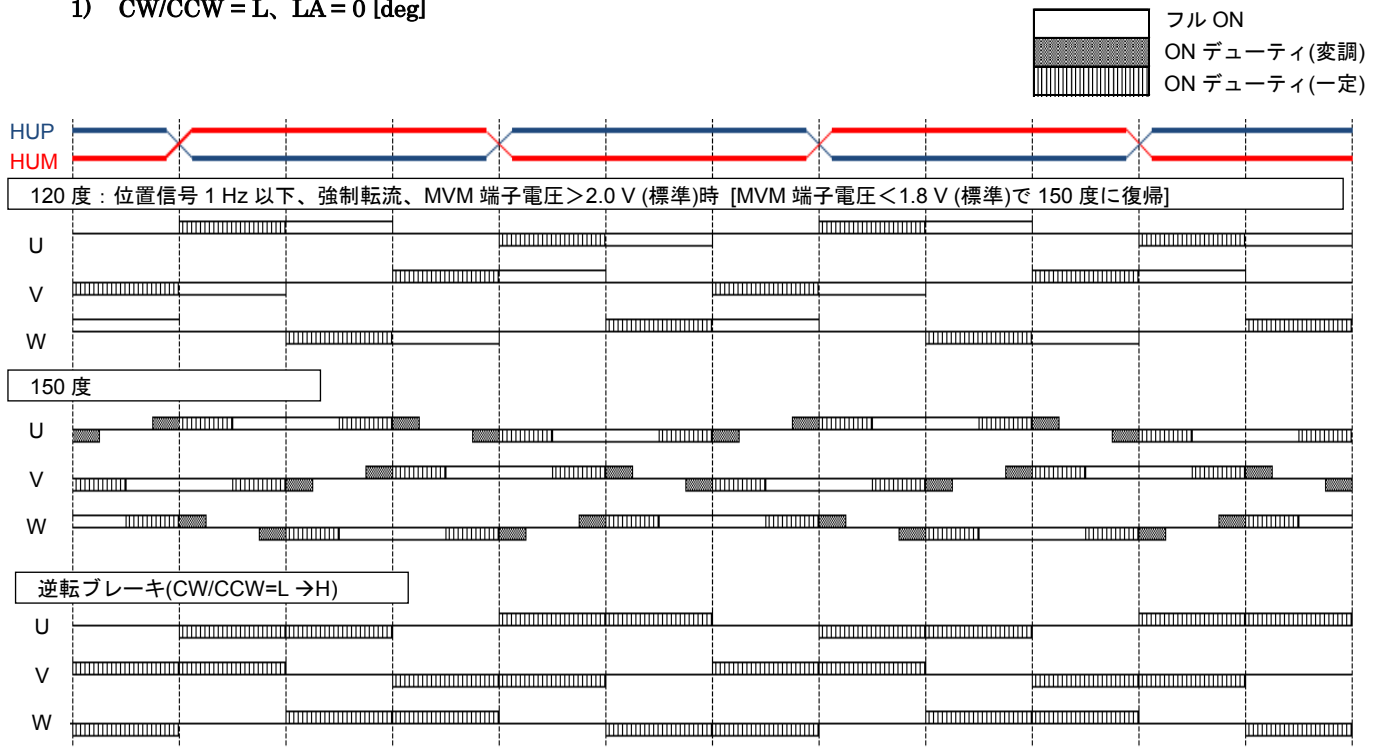 1) CW/CCW = L、LA = 0 [deg]
フル ON
ON デューティ(変調)
ON デューティ(一定)
HUP
HUM
120 度：位置信号 1 Hz 以下、強制転流、MVM 端子電圧＞2.0 V (標準)時 [MVM 端子電圧＜1.8 V (標準)で 150 度に復帰]
U
V
W
150 度
U
V
W
逆転ブレーキ(CW/CCW=L →H)
U
V
W